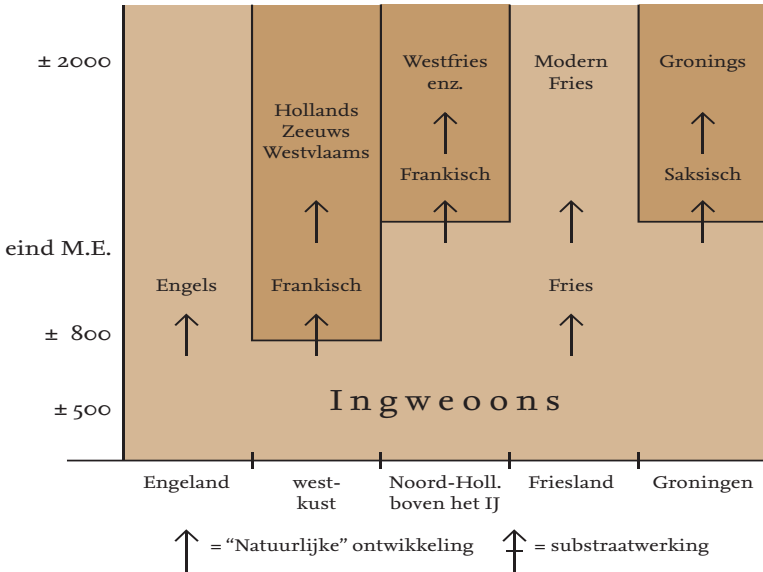 ± 2000
Westfries
enz.
Modern
Fries
Gronings
Hollands
Zeeuws
Westvlaams
Frankisch
Saksisch
eind M.E.
Engels
Frankisch
Fries
± 800
Ingweoons
± 500
Engeland
west-
kust
Noord-Holl.
boven het IJ
Friesland
Groningen
= “Natuurlijke” ontwikkeling
= substraatwerking